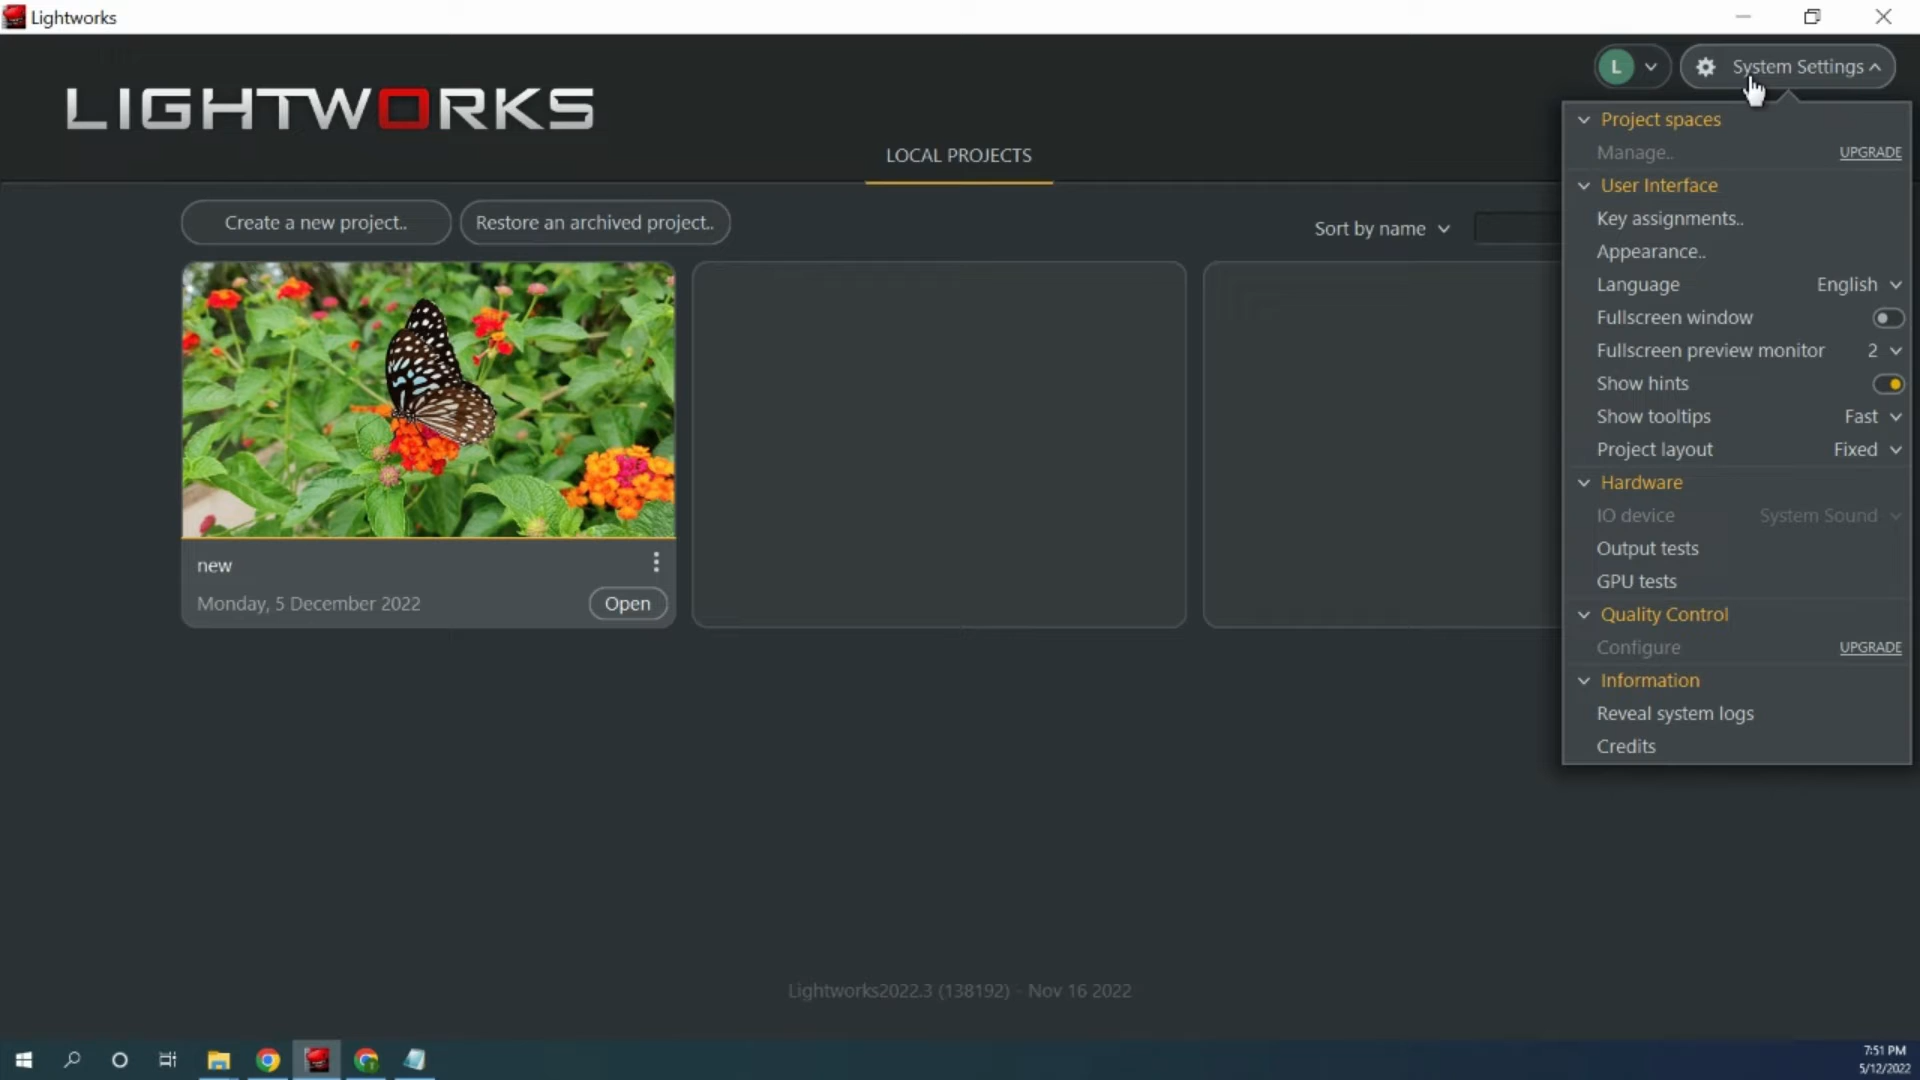 Lightworks
L
System Settings
LIGHTWORKS
LOCAL PROJECTS
Create a new project..
Restore an archived project..
Sort by name
Project spaces
Manage..
UPGRADE
User Interface
Key assignments..
Appearance..
Language English
Fullscreen window
Fullscreen preview monitor 2
Show hints
Show tooltips Fast
Project layout Fixed
Hardware
IO device System Sound
Output tests
GPU tests
Quality Control
Configure UPGRADE
Information
Reveal system logs
Credits
new
Monday, 5 December 2022
Open
Lightworks2022.3 (138192) - Nov 16 2022
7:51 PM
5/12/2022